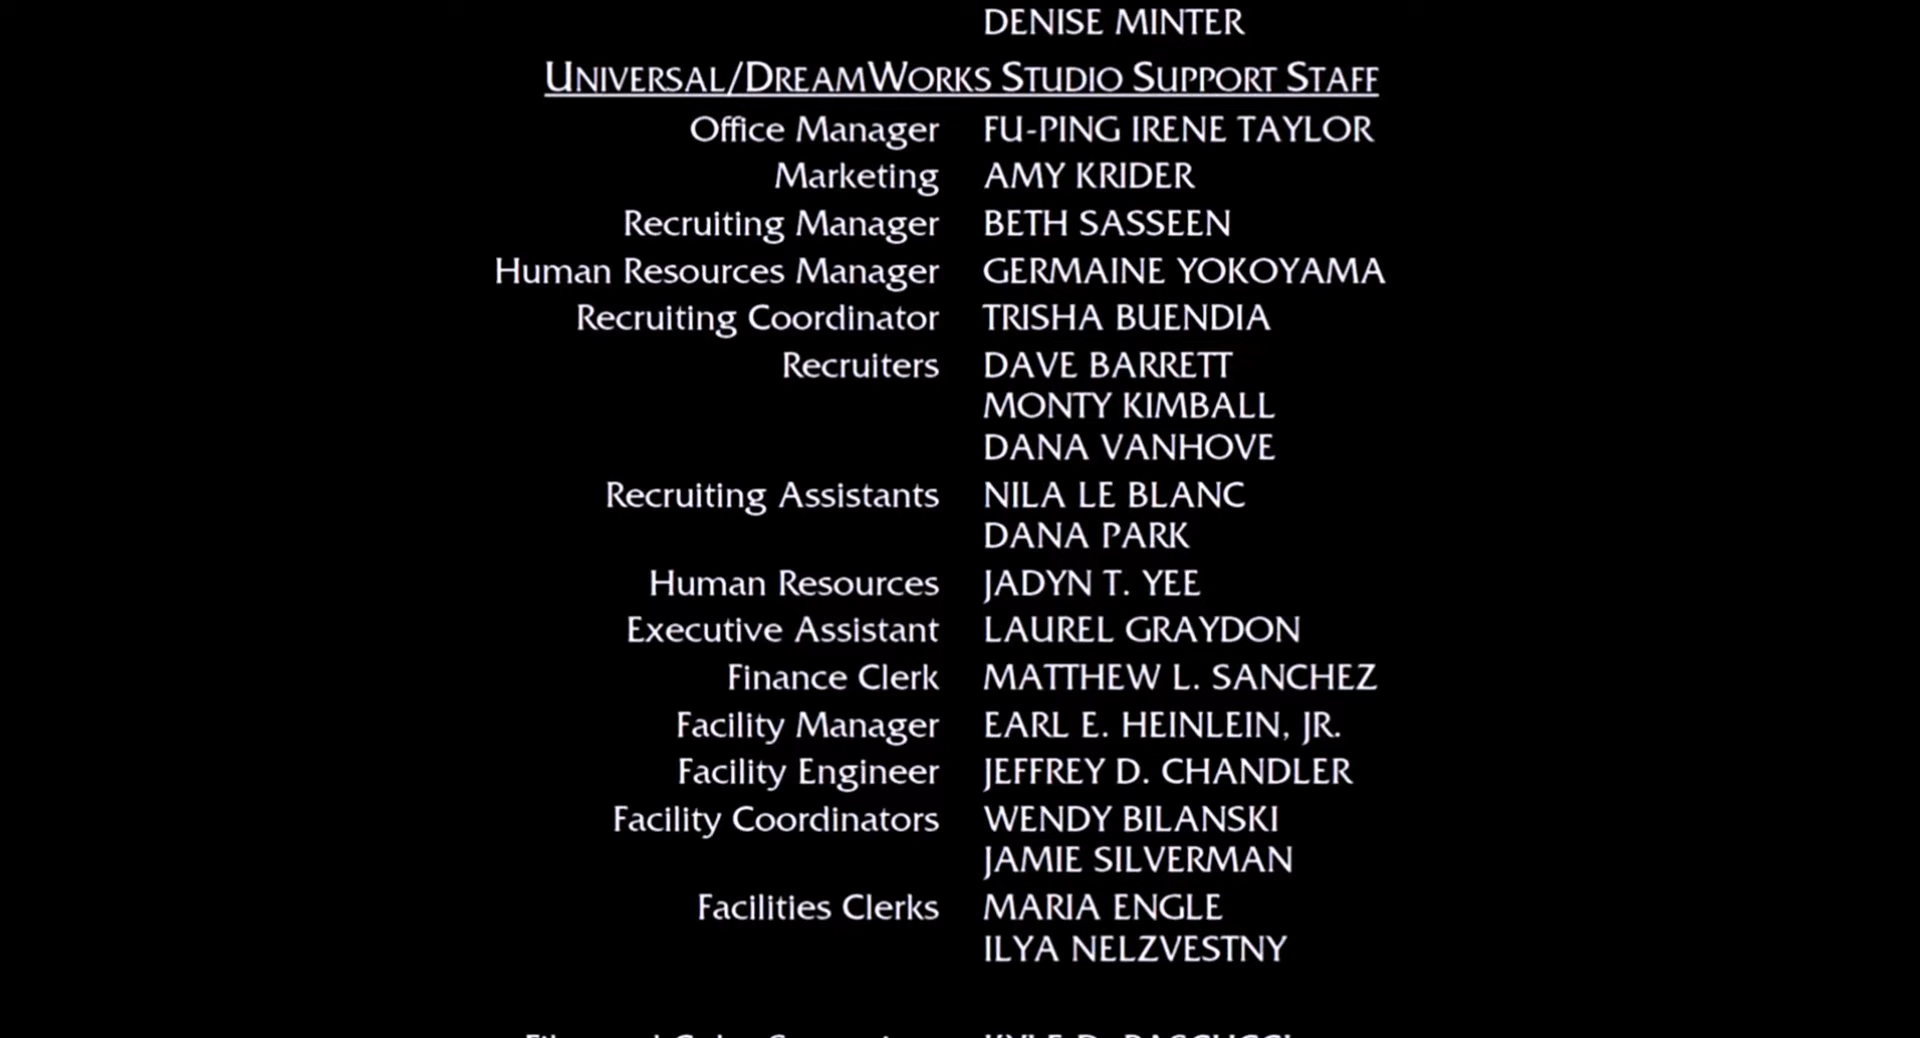 DENISE MINTER
UNIVERSAL/DREAMWORKS STUDIO SUPPORT STAFF
Office Manager FU-PING IRENE TAYLOR
Marketing AMY KRIDER
Recruiting Manager BETH SASSEEN
Human Resources Manager GERMAINE YOKOYAMA
Recruiting Coordinator TRISHA BUENDIA
Recruiters DAVE BARRETT
MONTY KIMBALL
DANA VANHOVE
Recruiting Assistants NILA LE BLANC
DANA PARK
Human Resources JADYN T. YEE
Executive Assistant LAUREL GRAYDON
Finance Clerk MATTHEW L. SANCHEZ
Facility Manager EARL E. HEINLEIN, JR.
Facility Engineer JEFFREY D. CHANDLER
Facility Coordinators WENDY BILANSKI
JAMIE SILVERMAN
Facilities Clerks MARIA ENGLE
ILYA NELZVESTNY